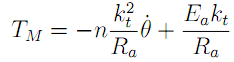 T_M = -n \frac{k_t^2}{R_a} \dot{\theta} + \frac{E_a k_t}{R_a}